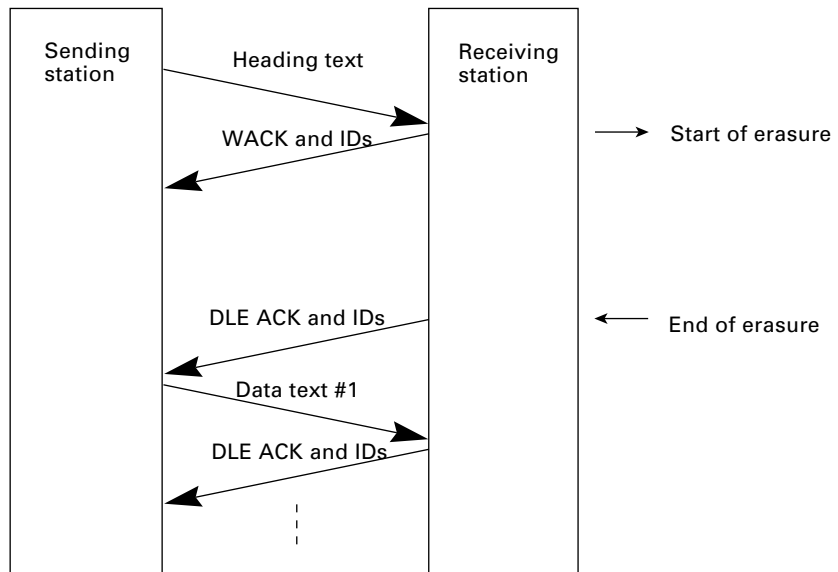 Sending
station
Heading text
Receiving
station
WACK and IDs
Start of erasure
DLE ACK and IDs
End of erasure
Data text #1
DLE ACK and IDs